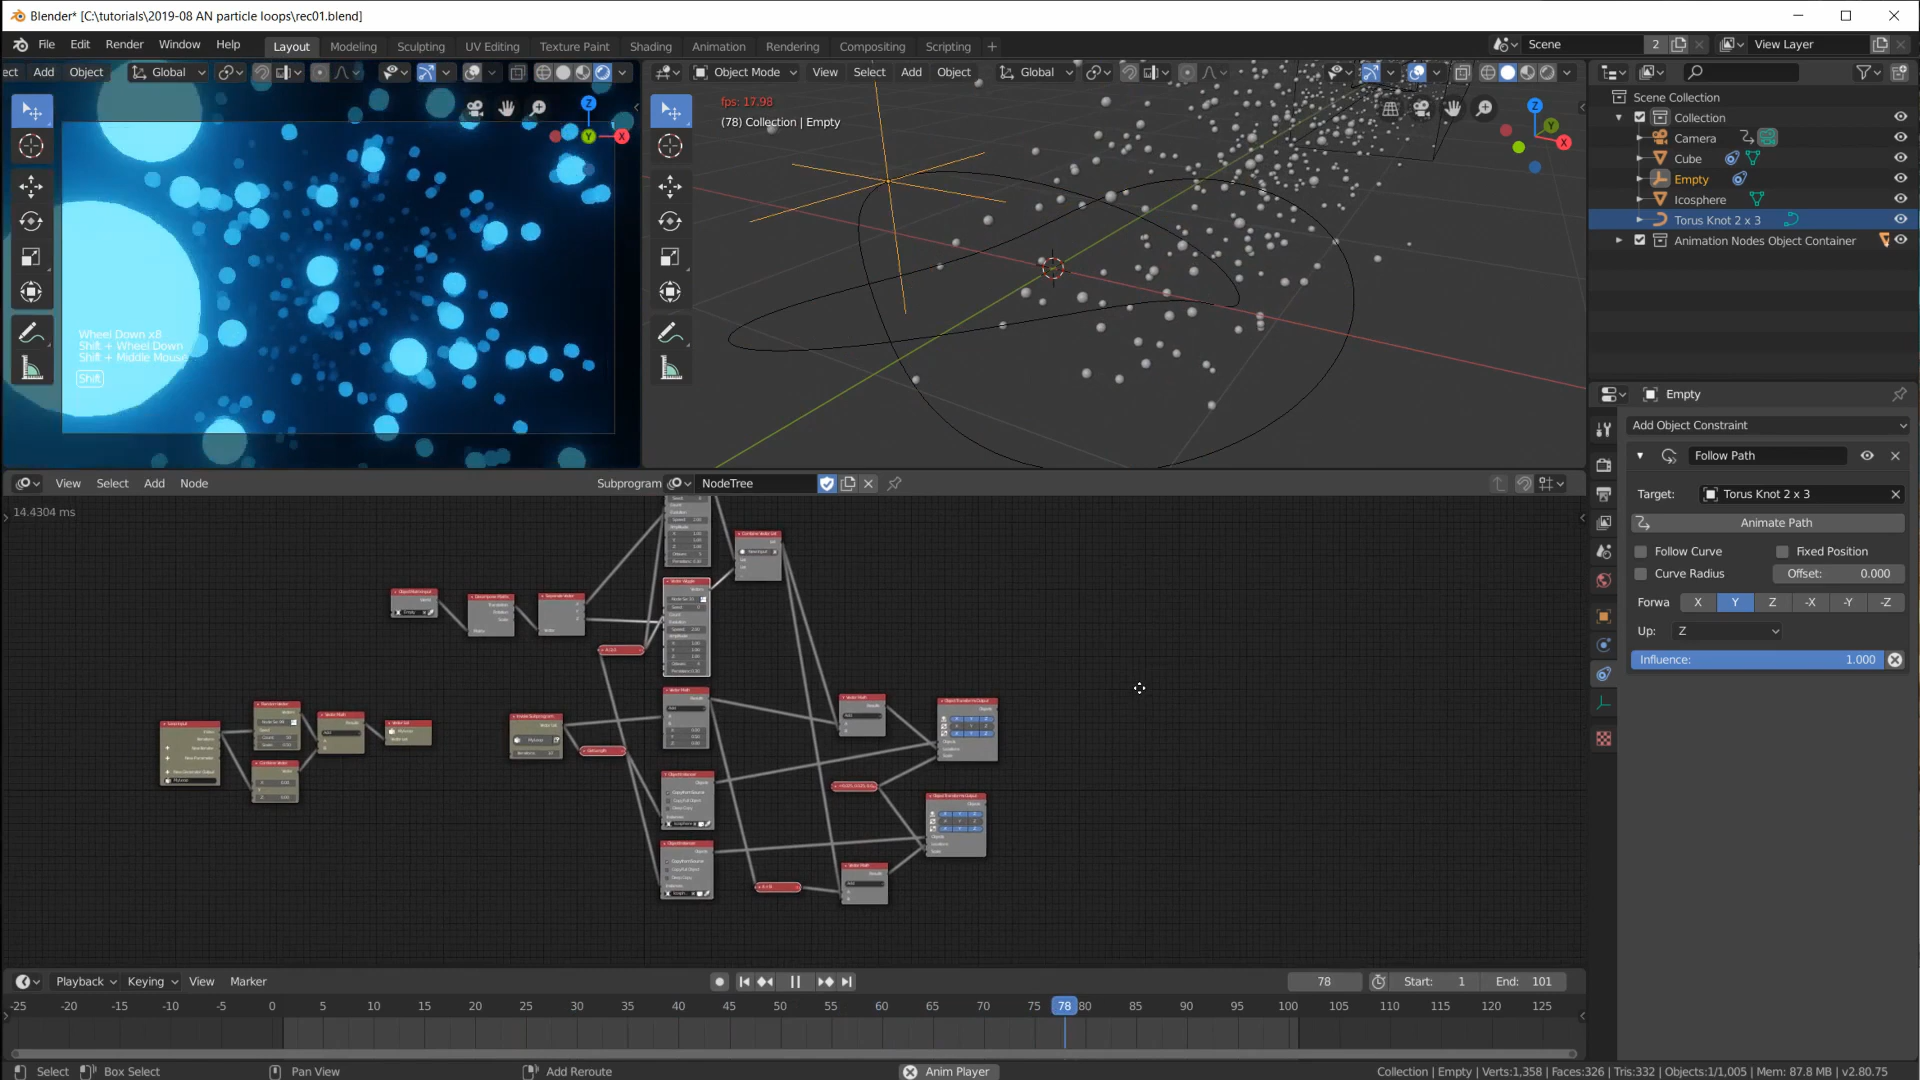 Blender* [C:\tutorials\2019-08 AN particle loops\rec01.blend]
File Edit Render Window Help Layout Modeling Sculpting UV Editing Texture Paint Shading Animation Rendering Compositing Scripting + Scene 2 View Layer
ect Add Object Global
Object Mode View Select Add Object Global
fps: 17.98
(78) Collection | Empty
Z
Y
X
Z
Y
X
Wheel Down x8
Shift + Wheel Down
Shift + Middle Mouse
Shift
Scene Collection
Collection
Camera
Cube
Empty
Icosphere
Torus Knot 2 x 3
Animation Nodes Object Container
Empty
Add Object Constraint
Follow Path
Target: Torus Knot 2 x 3
Animate Path
Follow Curve Fixed Position
Curve Radius Offset: 0.000
Forwa X Y Z -X -Y -Z
Up: Z
Influence: 1.000
View Select Add Node Subprogram NodeTree
14.4304 ms
Playback Keying View Marker 78 Start: 1 End: 101
-25 -20 -15 -10 -5 0 5 10 15 20 25 30 35 40 45 50 55 60 65 70 75 78 80 85 90 95 100 105 110 115 120 125
Select Box Select Pan View Add Reroute Anim Player Collection | Empty | Verts:1,358 | Faces:326 | Tris:332 | Objects:1/1,005 | Mem: 87.8 MB | v2.80.75